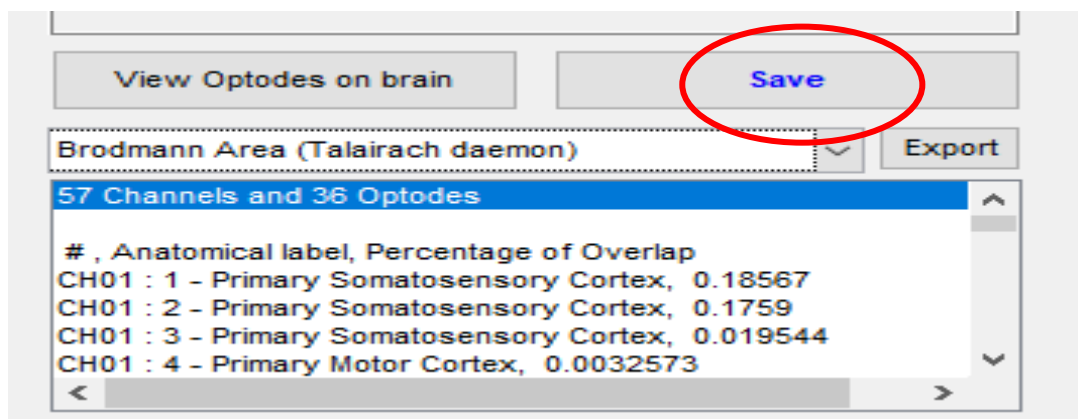 View Optodes on brain
Save
Brodmann Area (Talairach daemon)
Export
57 Channels and 36 Optodes
# , Anatomical label, Percentage of Overlap
CH01 : 1 - Primary Somatosensory Cortex,  0.18567
CH01 : 2 - Primary Somatosensory Cortex,  0.1759
CH01 : 3 - Primary Somatosensory Cortex,  0.019544
CH01 : 4 - Primary Motor Cortex,  0.0032573